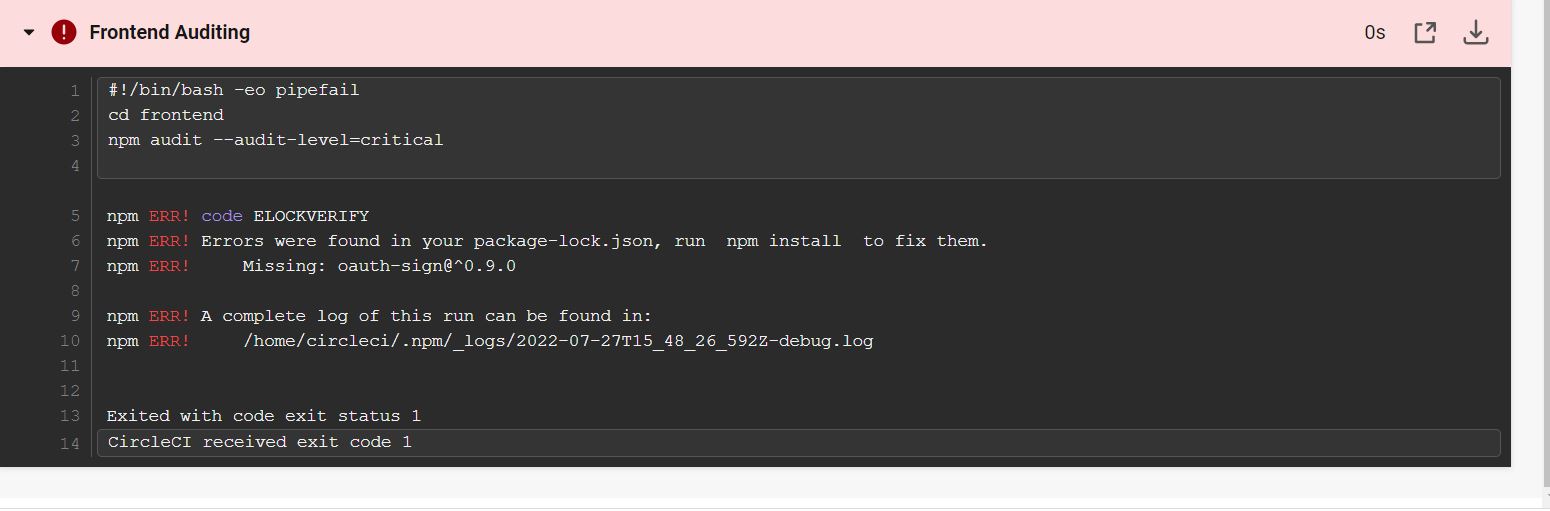 Frontend Auditing 0s
1 #!/bin/bash -eo pipefail
2 cd frontend
3 npm audit --audit-level=critical
4
5 npm ERR! code ELOCKVERIFY
6 npm ERR! Errors were found in your package-lock.json, run  npm install  to fix them.
7 npm ERR!     Missing: oauth-sign@^0.9.0
8
9 npm ERR! A complete log of this run can be found in:
10 npm ERR!     /home/circleci/.npm/_logs/2022-07-27T15_48_26_592Z-debug.log
11
12
13 Exited with code exit status 1
14 CircleCI received exit code 1